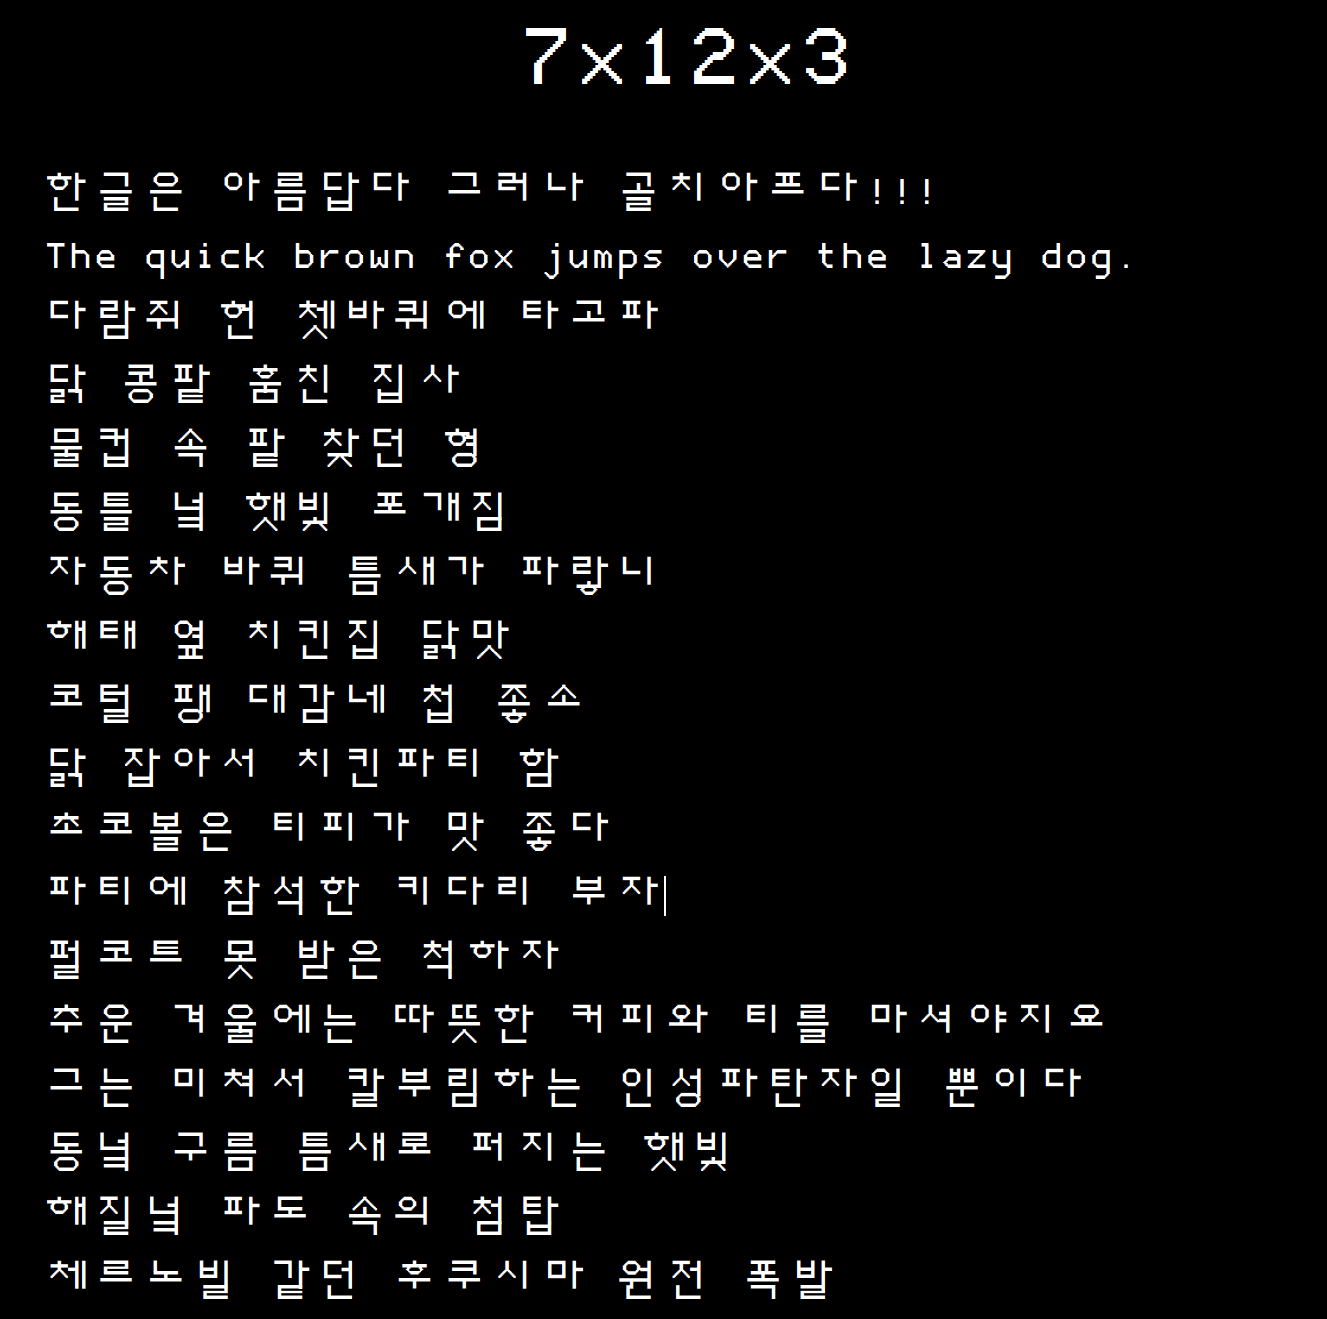 7x12x3
한글은 아름답다 그러나 골치아프다!!!
The quick brown fox jumps over the lazy dog.
다람쥐 헌 쳇바퀴에 타고파
닭 콩팥 훔친 집사
물컵 속 팥 찾던 형
동틀 녘 햇빛 포개짐
자동차 바퀴 틈새가 파랗니
해태 옆 치킨집 닭맛
코털 팽 대감네 첩 좋소
닭 잡아서 치킨파티 함
초코볼은 티피가 맛 좋다
파티에 참석한 키다리 부자
펄코트 못 받은 척하자
추운 겨울에는 따뜻한 커피와 티를 마셔야지요
그는 미쳐서 칼부림하는 인성파탄자일 뿐이다
동녘 구름 틈새로 퍼지는 햇빛
해질녘 파도 속의 첨탑
체르노빌 같던 후쿠시마 원전 폭발